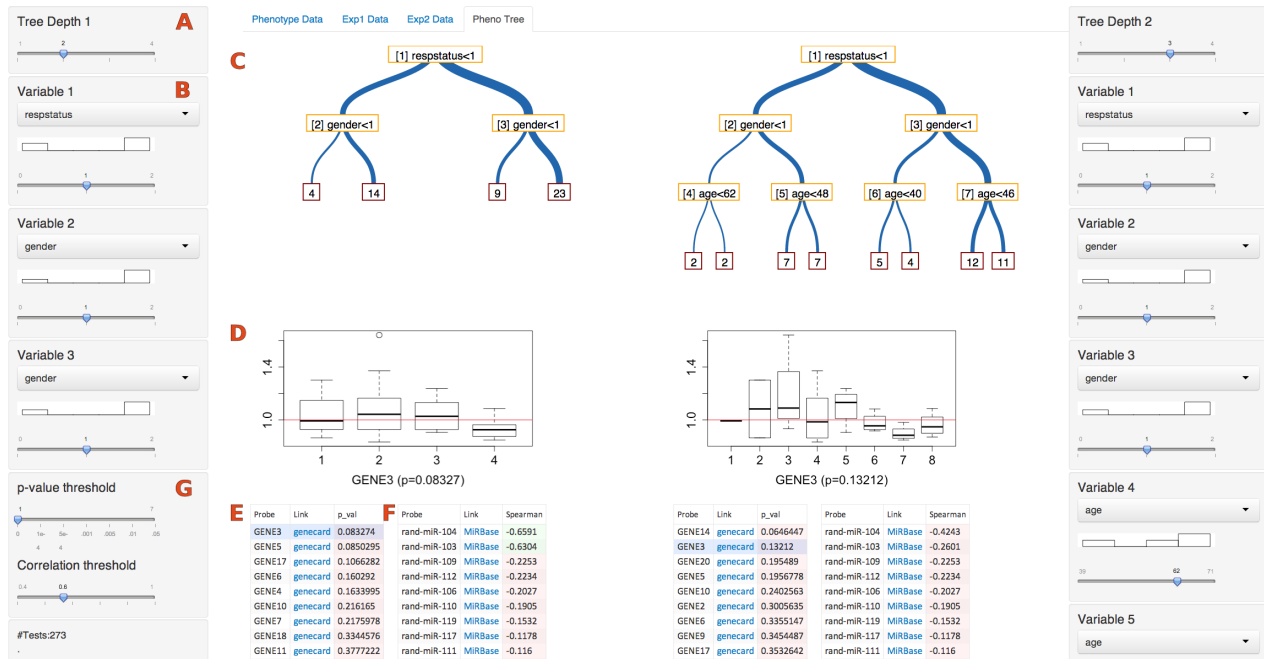 Tree Depth 1
A
1 2 4
B
Variable 1
respstatus
0 1 2
Variable 2
gender
0 1 2
Variable 3
gender
0 1 2
G
p-value threshold
1 7
0 1e- 5e- .001 .005 .01 .05
4 4
Correlation threshold
0.4 0.6 1
#Tests:273
.
Phenotype Data Exp1 Data Exp2 Data Pheno Tree
C
[1] respstatus<1
[2] gender<1 [3] gender<1
4 14 9 23
[1] respstatus<1
[2] gender<1 [3] gender<1
[4] age<62 [5] age<48 [6] age<40 [7] age<46
2 2 7 7 5 4 12 11
D
1.4
1.0
1 2 3 4
GENE3 (p=0.08327)
1.4
1.0
1 2 3 4 5 6 7 8
GENE3 (p=0.13212)
E
Probe Link p_val
GENE3 genecard 0.083274
GENE5 genecard 0.0850295
GENE17 genecard 0.1066282
GENE6 genecard 0.160292
GENE4 genecard 0.1633995
GENE10 genecard 0.216165
GENE7 genecard 0.2175978
GENE18 genecard 0.3344576
GENE11 genecard 0.3777222
F
Probe Link Spearman
rand-miR-104 MiRBase -0.6591
rand-miR-103 MiRBase -0.6304
rand-miR-109 MiRBase -0.2253
rand-miR-112 MiRBase -0.2234
rand-miR-106 MiRBase -0.2027
rand-miR-110 MiRBase -0.1905
rand-miR-119 MiRBase -0.1532
rand-miR-118 MiRBase -0.1178
rand-miR-111 MiRBase -0.116
Probe Link p_val
GENE14 genecard 0.0646447
GENE3 genecard 0.13212
GENE20 genecard 0.195489
GENE5 genecard 0.1956778
GENE10 genecard 0.2402563
GENE2 genecard 0.3005635
GENE6 genecard 0.3355147
GENE9 genecard 0.3454487
GENE17 genecard 0.3532642
Probe Link Spearman
rand-miR-104 MiRBase -0.4243
rand-miR-103 MiRBase -0.2601
rand-miR-109 MiRBase -0.2253
rand-miR-112 MiRBase -0.2234
rand-miR-106 MiRBase -0.2027
rand-miR-110 MiRBase -0.1905
rand-miR-119 MiRBase -0.1532
rand-miR-117 MiRBase -0.1178
rand-miR-111 MiRBase -0.116
Tree Depth 2
1 3 4
Variable 1
respstatus
0 1 2
Variable 2
gender
0 1 2
Variable 3
gender
0 1 2
Variable 4
age
39 62 71
Variable 5
age